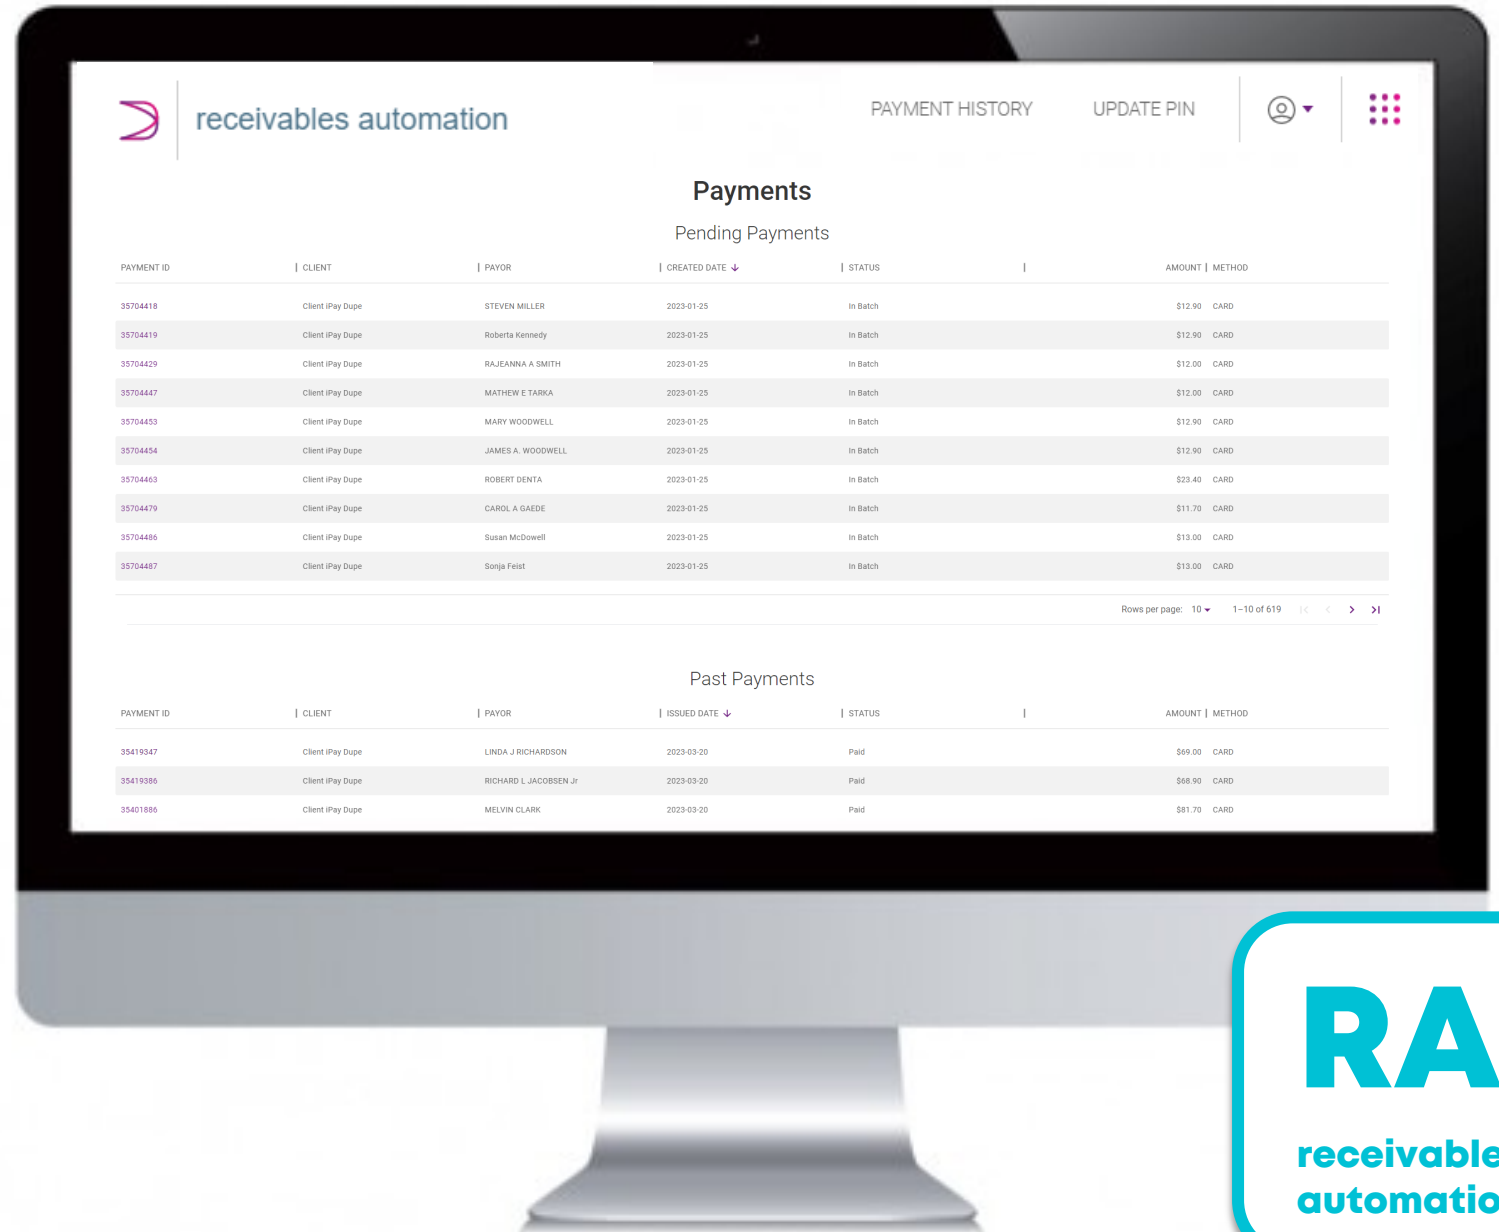 receivables automation
PAYMENT HISTORY UPDATE PIN
Payments
Pending Payments
PAYMENT ID CLIENT PAYOR CREATED DATE STATUS AMOUNT METHOD
35704418 Client iPay Dupe STEVEN MILLER 2023-01-25 In Batch $12.90 CARD
35704419 Client iPay Dupe Roberta Kennedy 2023-01-25 In Batch $12.90 CARD
35704429 Client iPay Dupe RAJEANNA A SMITH 2023-01-25 In Batch $12.00 CARD
35704447 Client iPay Dupe MATHEW E TARKA 2023-01-25 In Batch $12.00 CARD
35704453 Client iPay Dupe MARY WOODWELL 2023-01-25 In Batch $12.90 CARD
35704454 Client iPay Dupe JAMES A. WOODWELL 2023-01-25 In Batch $12.90 CARD
35704463 Client iPay Dupe ROBERT DENTA 2023-01-25 In Batch $23.40 CARD
35704479 Client iPay Dupe CAROL A GAEDE 2023-01-25 In Batch $11.70 CARD
35704486 Client iPay Dupe Susan McDowell 2023-01-25 In Batch $13.00 CARD
35704487 Client iPay Dupe Sonja Feist 2023-01-25 In Batch $13.00 CARD
Rows per page: 10 1–10 of 619
Past Payments
PAYMENT ID CLIENT PAYOR ISSUED DATE STATUS AMOUNT METHOD
35419347 Client iPay Dupe LINDA J RICHARDSON 2023-03-20 Paid $69.00 CARD
35419386 Client iPay Dupe RICHARD L JACOBSEN Jr 2023-03-20 Paid $68.90 CARD
35401886 Client iPay Dupe MELVIN CLARK 2023-03-20 Paid $81.70 CARD
RA
receivable
automatio